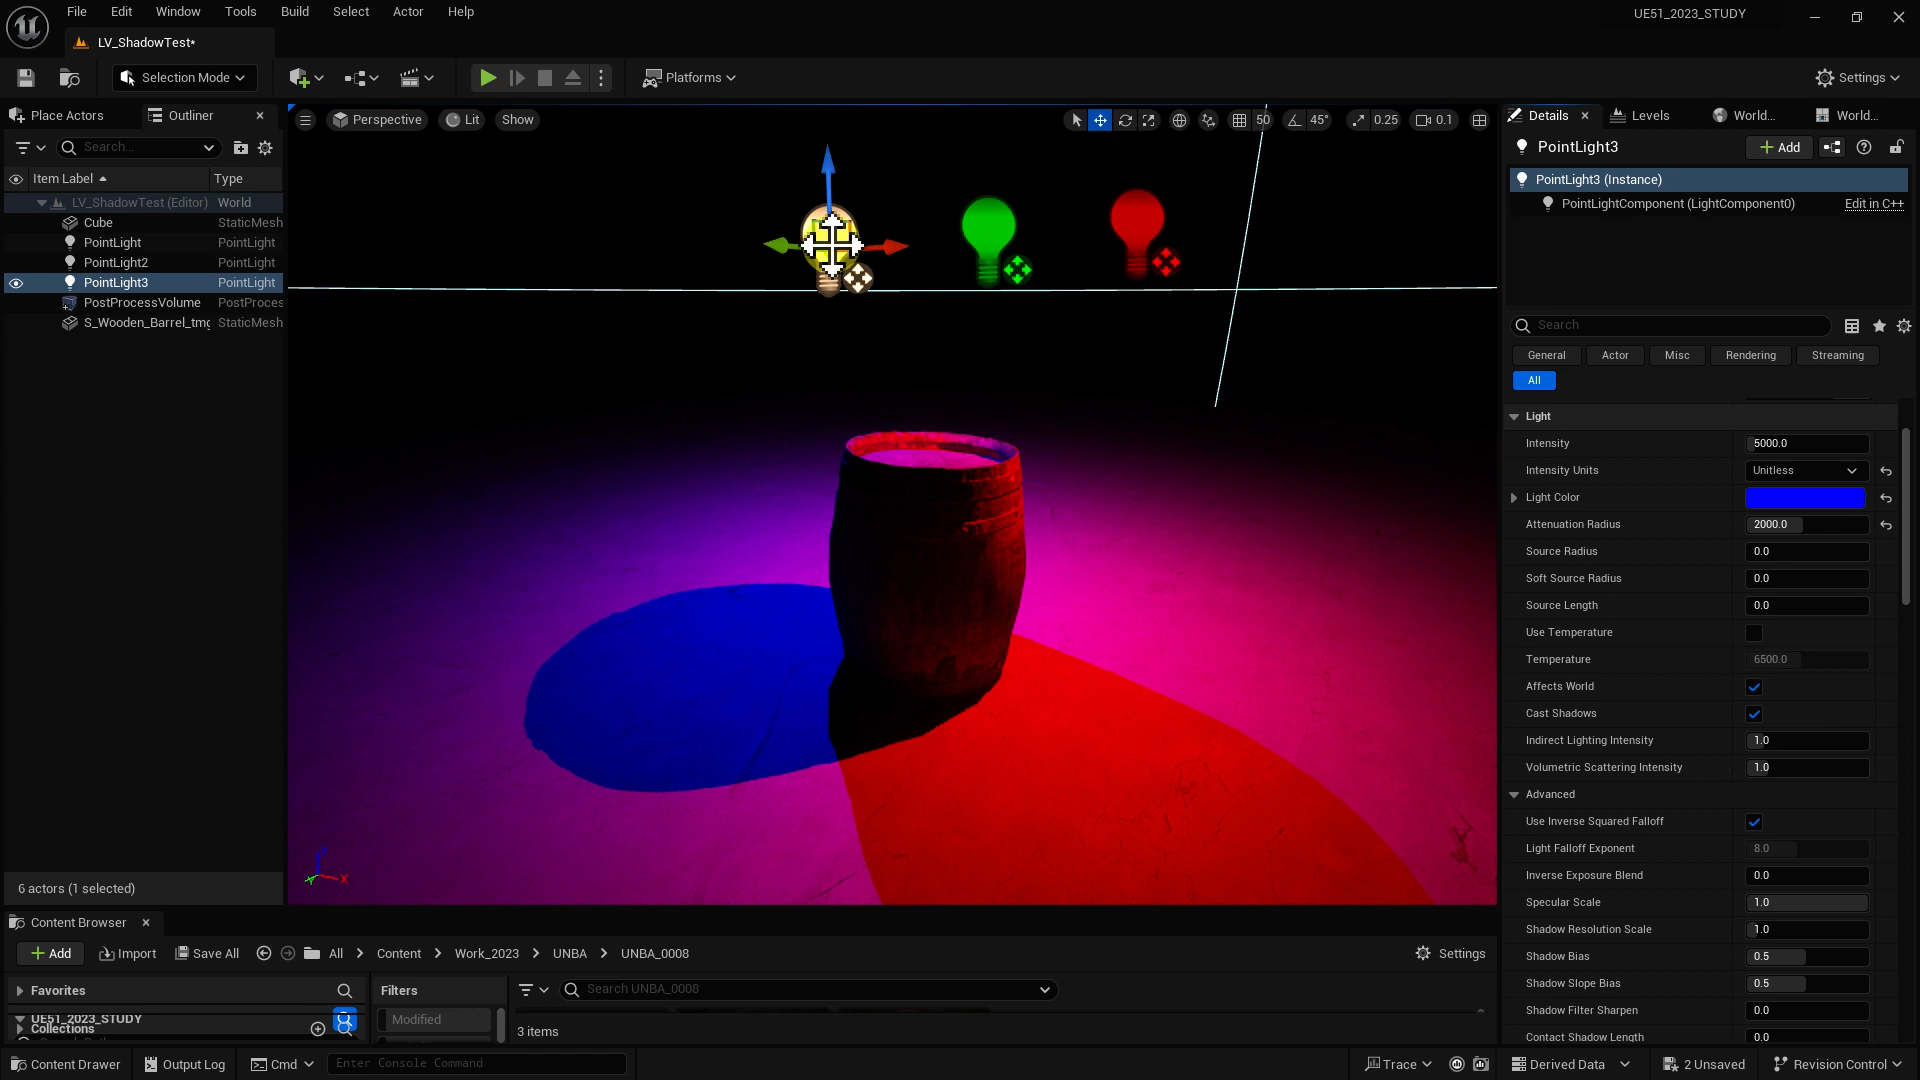 File Edit Window Tools Build Select Actor Help
UE51_2023_STUDY
LV_ShadowTest*
Selection Mode
Platforms
Settings
Place Actors
Outliner
Search...
Item Label
Type
LV_ShadowTest (Editor) World
Cube StaticMesh
PointLight PointLight
PointLight2 PointLight
PointLight3 PointLight
PostProcessVolume PostProces
S_Wooden_Barrel_tm StaticMesh
6 actors (1 selected)
Perspective Lit Show
50 45° 0.25 0.1
Details Levels World... World...
PointLight3
Add
PointLight3 (Instance)
PointLightComponent (LightComponent0) Edit in C++
Search
General Actor Misc Rendering Streaming
All
Light
Intensity 5000.0
Intensity Units Unitless
Light Color
Attenuation Radius 2000.0
Source Radius 0.0
Soft Source Radius 0.0
Source Length 0.0
Use Temperature
Temperature 6500.0
Affects World
Cast Shadows
Indirect Lighting Intensity 1.0
Volumetric Scattering Intensity 1.0
Advanced
Use Inverse Squared Falloff
Light Falloff Exponent 8.0
Inverse Exposure Blend 0.0
Specular Scale 1.0
Shadow Resolution Scale 1.0
Shadow Bias 0.5
Shadow Slope Bias 0.5
Shadow Filter Sharpen 0.0
Contact Shadow Length 0.0
Content Browser
Add Import Save All All > Content > Work_2023 > UNBA > UNBA_0008 Settings
Favorites
UE51_2023_STUDY
Collections
Filters
Modified
Search UNBA_0008
3 items
Content Drawer Output Log Cmd Enter Console Command Trace Derived Data 2 Unsaved Revision Control